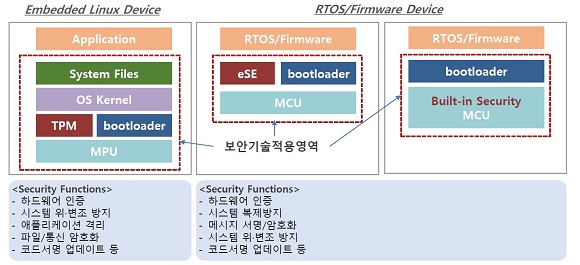 Embedded Linux Device
RTOS/Firmware Device
Application
System Files
OS Kernel
TPM
bootloader
MPU
RTOS/Firmware
eSE
bootloader
MCU
RTOS/Firmware
bootloader
Built-in Security
MCU
보안기술적용영역
<Security Functions>
- 하드웨어 인증
- 시스템 위·변조 방지
- 애플리케이션 격리
- 파일/통신 암호화
- 코드서명 업데이트 등
<Security Functions>
- 하드웨어 인증
- 시스템 복제방지
- 메시지 서명/암호화
- 시스템 위·변조 방지
- 코드서명 업데이트 등